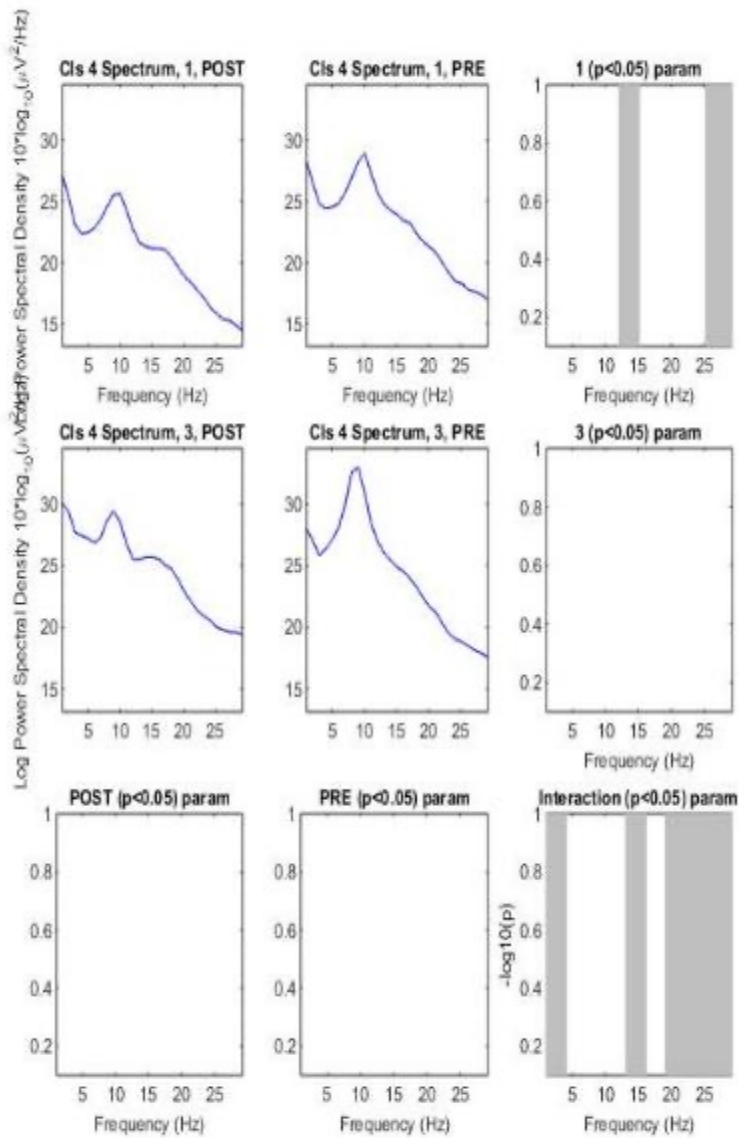 Cls 4 Spectrum, 1, POST
Cls 4 Spectrum, 1, PRE
1 (p<0.05) param
30
25
20
15
5 10 15 20 25
Frequency (Hz)
30
25
20
15
5 10 15 20 25
Frequency (Hz)
1
0.8
0.6
0.4
0.2
5 10 15 20 25
Power Spectral Density 10*log₁₀(μV²/Hz)
Cls 4 Spectrum, 3, POST
Cls 4 Spectrum, 3, PRE
3 (p<0.05) param
30
25
20
15
5 10 15 20 25
30
25
20
15
5 10 15 20 25
1
0.8
0.6
0.4
0.2
5 10 15 20 25
Frequency (Hz)
Log Power Spectral Density 10*log₁₀(μV²
POST (p<0.05) param
PRE (p<0.05) param
Interaction (p<0.05) param
1
0.8
0.6
0.4
0.2
5 10 15 20 25
Frequency (Hz)
1
0.8
0.6
0.4
0.2
5 10 15 20 25
Frequency (Hz)
-log10(p)
1
0.8
0.6
0.4
0.2
5 10 15 20 25
Frequency (Hz)